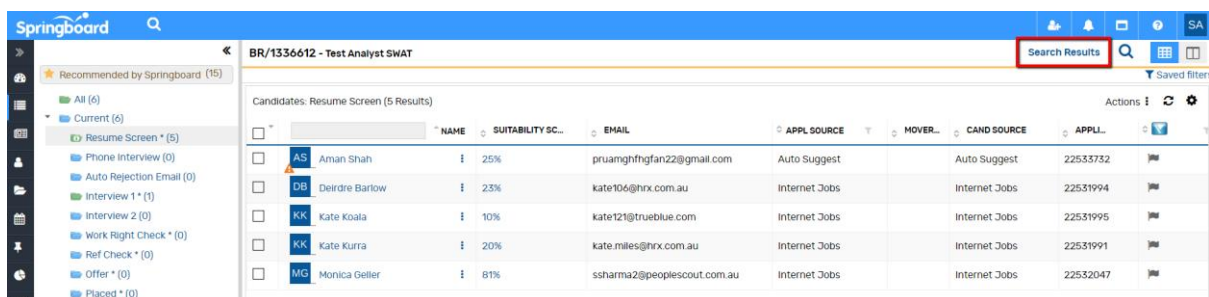 Springboard
SA
BR/1336612 - Test Analyst SWAT
Search Results
Recommended by Springboard (15)
Saved filters
All (6)
Candidates: Resume Screen (5 Results)
Actions
Current (6)
Resume Screen * (5)
NAME SUITABILITY SC... EMAIL APPL SOURCE MOVER... CAND SOURCE APPLI...
Phone Interview (0)
AS Aman Shah 25% pruamghfhgfan22@gmail.com Auto Suggest Auto Suggest 22533732
Auto Rejection Email (0)
DB Deirdre Barlow 23% kate106@hrx.com.au Internet Jobs Internet Jobs 22531994
Interview 1 * (1)
Interview 2 (0)
KK Kate Koala 10% kate121@trueblue.com Internet Jobs Internet Jobs 22531995
Work Right Check * (0)
KK Kate Kurra 20% kate.miles@hrx.com.au Internet Jobs Internet Jobs 22531991
Ref Check * (0)
Offer * (0)
MG Monica Geller 81% ssharma2@peoplescout.com.au Internet Jobs Internet Jobs 22532047
Placed * (0)